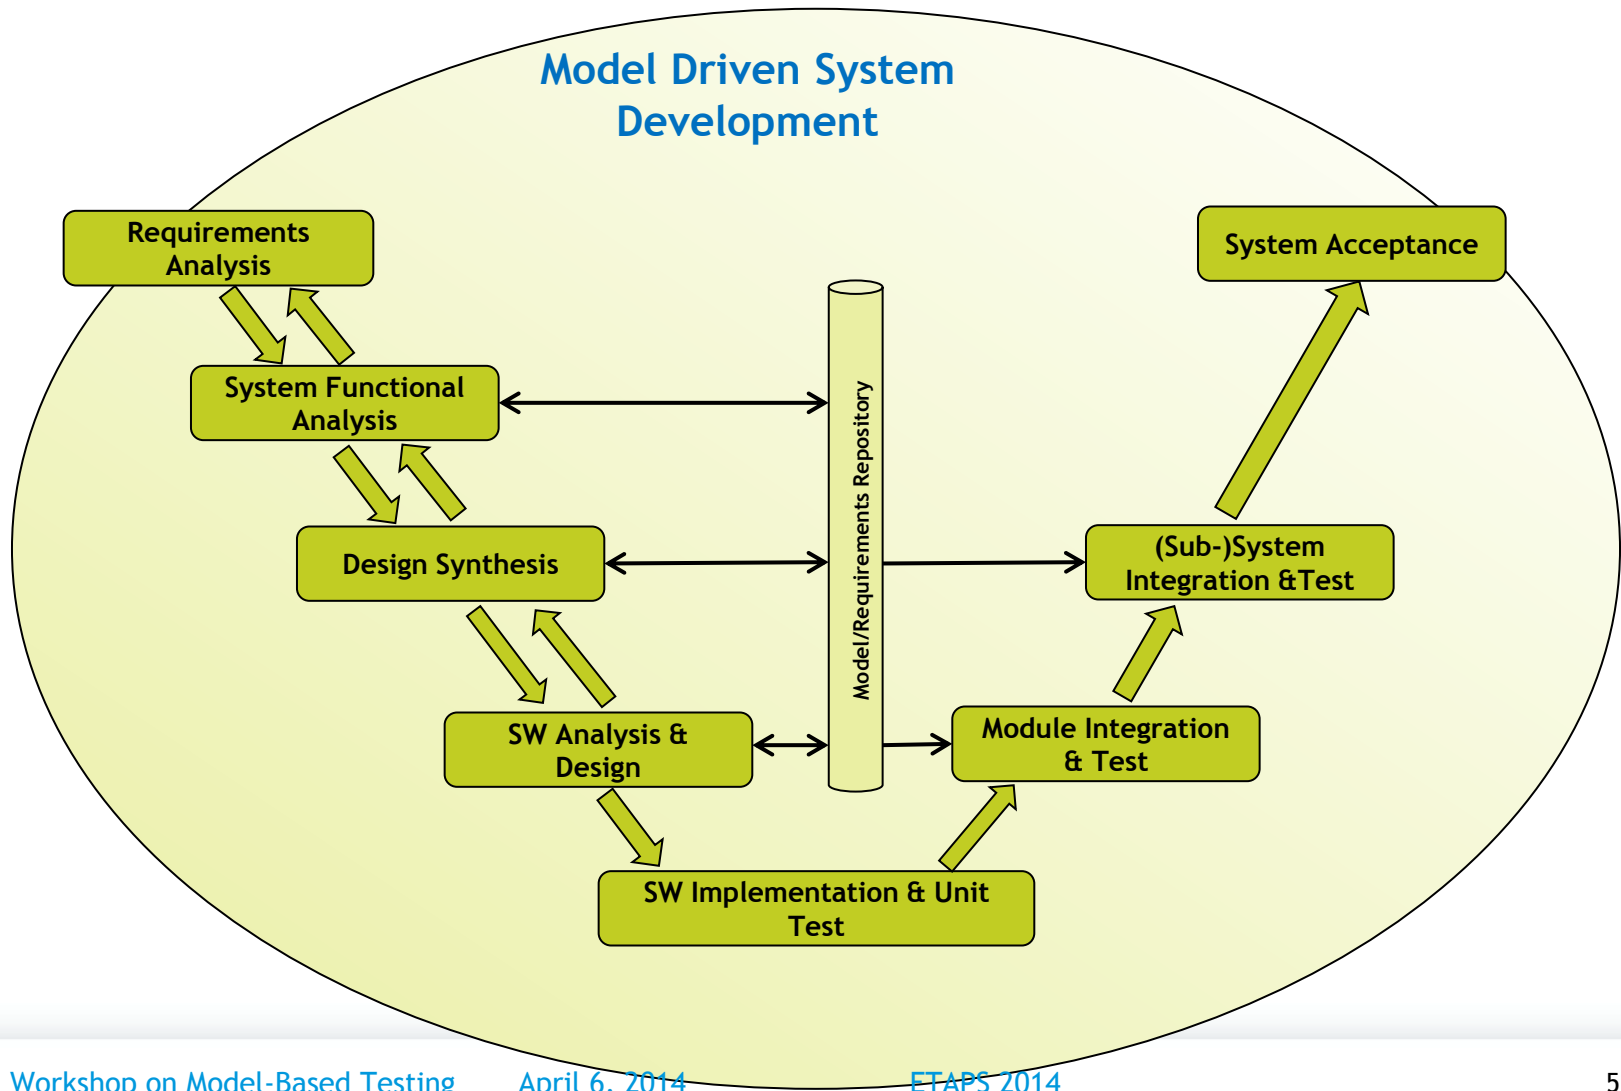 Model Driven System
Development
Requirements
Analysis
System Acceptance
System Functional
Analysis
Model/Requirements Repository
Design Synthesis
(Sub-)System
Integration &Test
SW Analysis &
Design
Module Integration
& Test
SW Implementation & Unit
Test
Workshop on Model-Based Testing April 6, 2014 ETAPS 2014 5